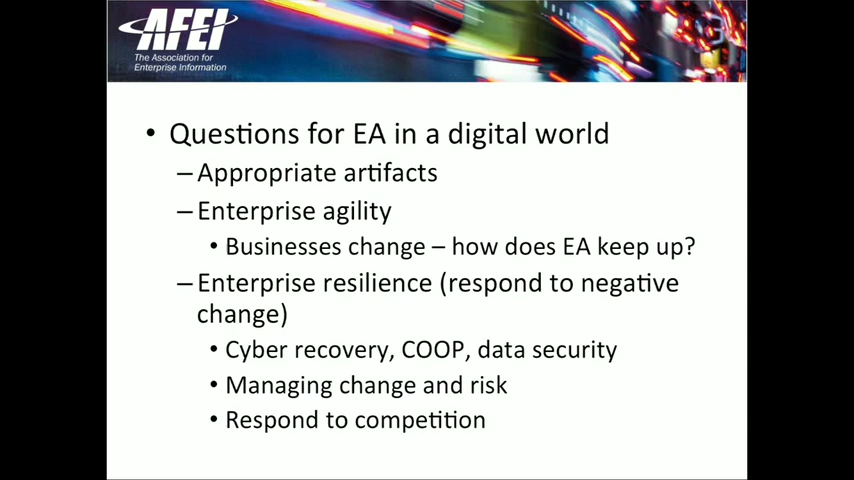 AFEI
The Association for
Enterprise Information
• Questions for EA in a digital world
– Appropriate artifacts
– Enterprise agility
• Businesses change – how does EA keep up?
– Enterprise resilience (respond to negative
change)
• Cyber recovery, COOP, data security
• Managing change and risk
• Respond to competition